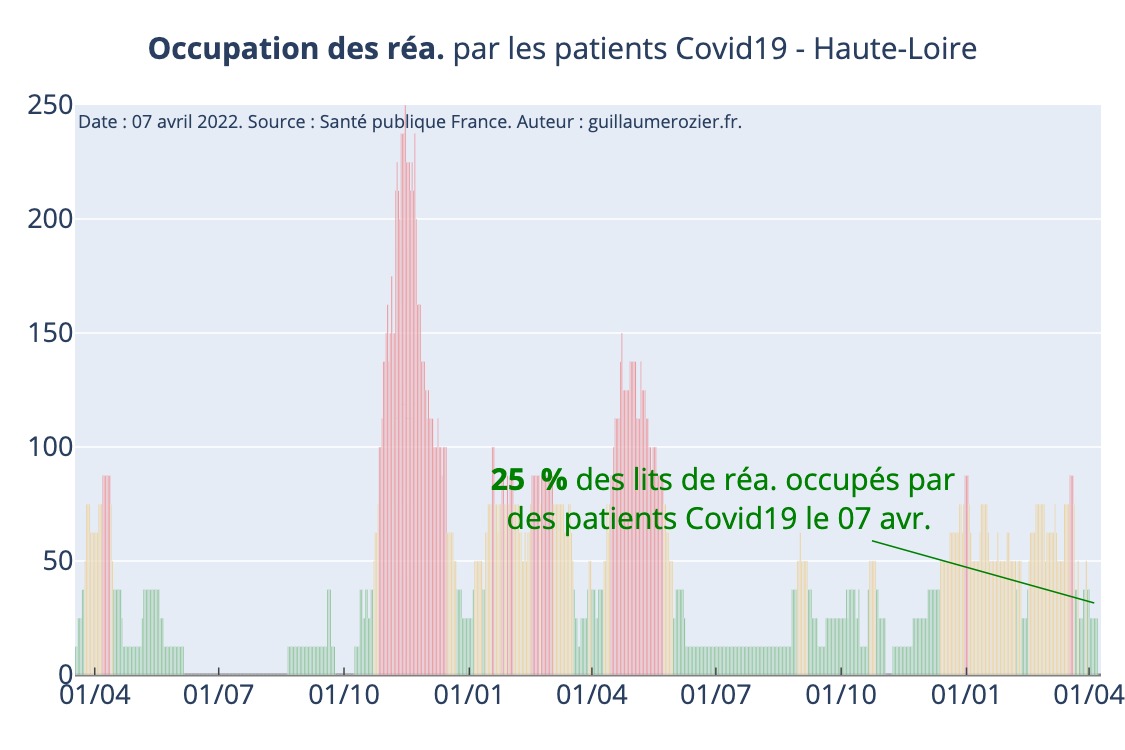 Occupation des réa. par les patients Covid19 - Haute-Loire
250
Date : 07 avril 2022. Source : Santé publique France. Auteur : guillaumerozier.fr.
200
150
100
25 % des lits de réa. occupés par
des patients Covid19 le 07 avr.
50
0
01/04 01/07 01/10 01/01 01/04 01/07 01/10 01/01 01/04